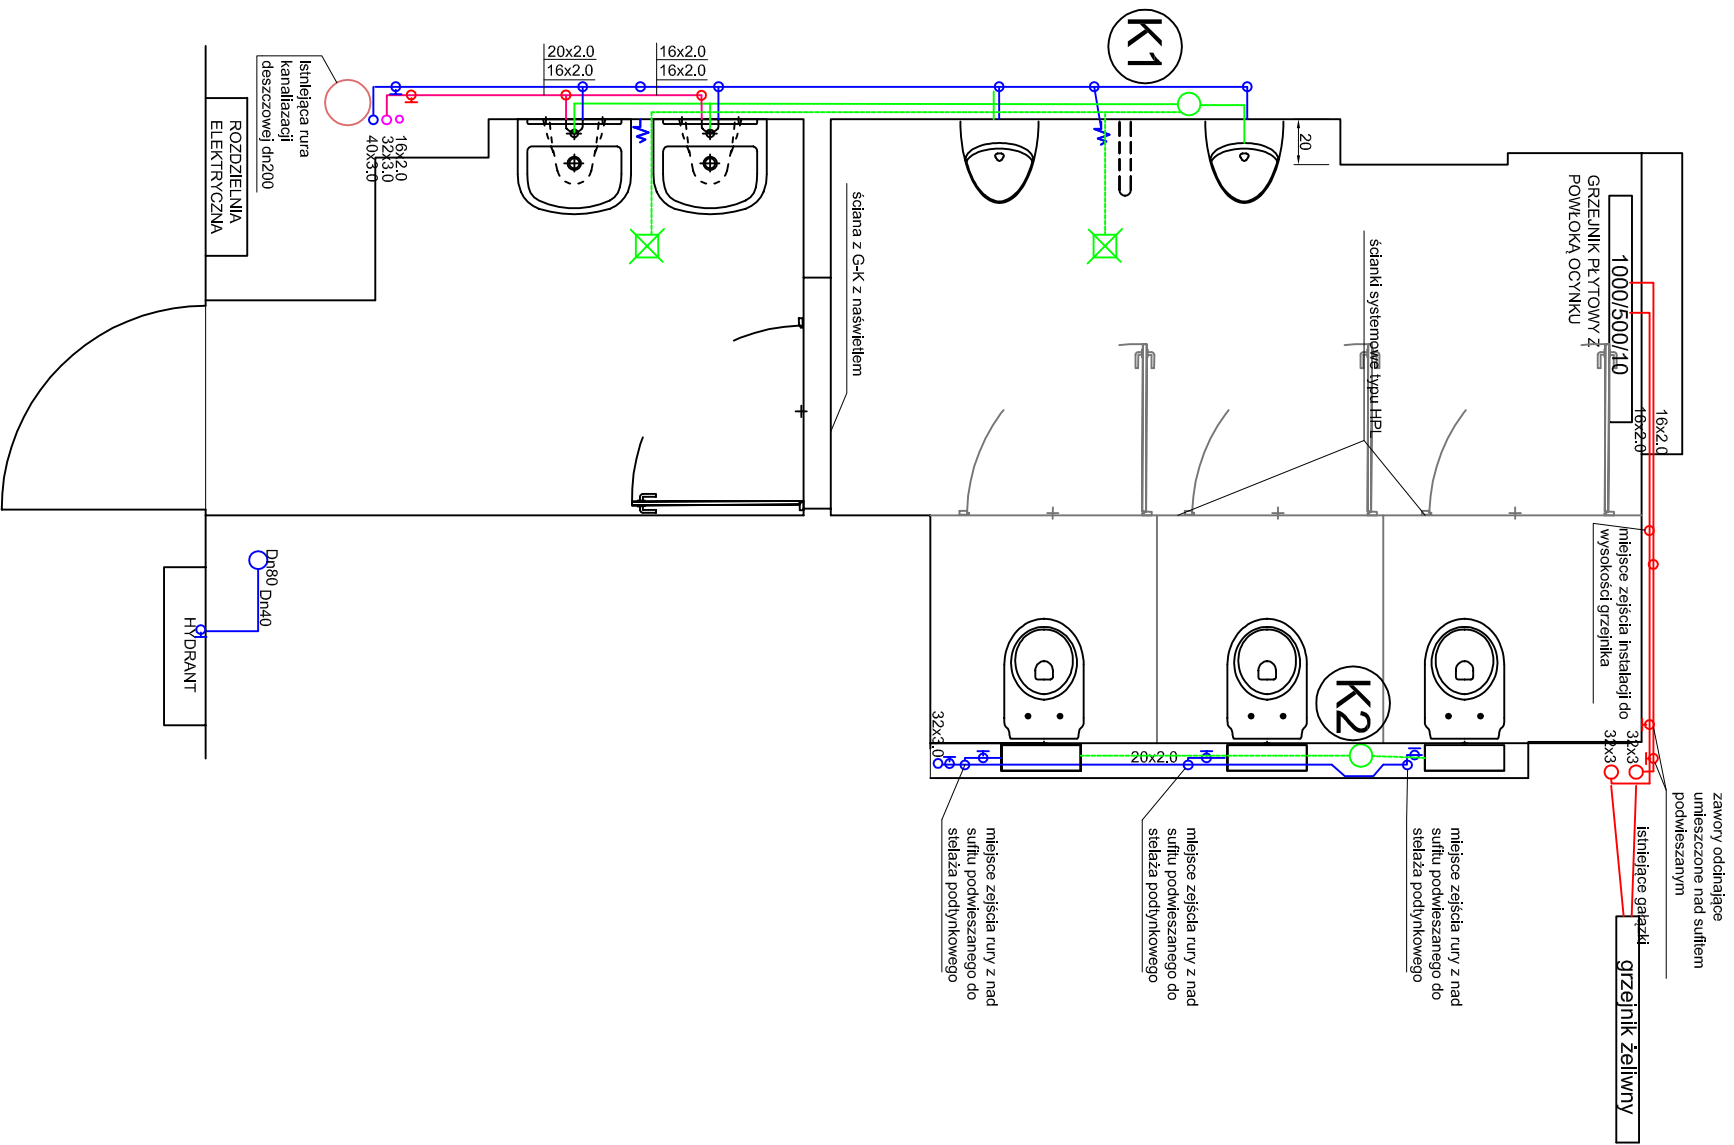 K1
20x2.0
16x2.0
16x2.0
16x2.0
Istniejąca rura
kanaliazacji
deszczowej dn200
16x2.0
32x3.0
40x3.0
ROZDZIELNIA
ELEKTRYCZNA
20
GRZEJNIK PŁYTOWY Z
POWŁOKĄ OCYNKU
1000/500/10
ściana z G-K z naświetlem
ścianki systemowe typu HPL
16x2.0
16x2.0
miejsce zejścia instalacji do
wysokości grzejnika
Dn80 Dn40
HYDRANT
K2
32x3.0
20x2.0
32x3
32x3
zawory odcinające
umieszczone nad sufitem
podwieszanym
istniejące gałązki
grzejnik żeliwny
miejsce zejścia rury z nad
sufitu podwieszanego do
stelaża podtynkowego
miejsce zejścia rury z nad
sufitu podwieszanego do
stelaża podtynkowego
miejsce zejścia rury z nad
sufitu podwieszanego do
stelaża podtynkowego